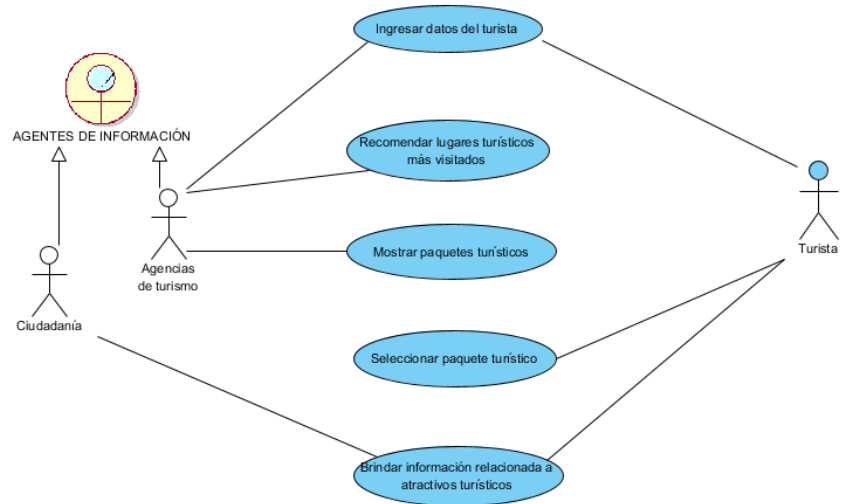 Ingresar datos del turista
AGENTES DE INFORMACIÓN
Recomendar lugares turísticos
más visitados
Turista
Mostrar paquetes turísticos
Agencias
de turismo
Ciudadanía
Seleccionar paquete turístico
Brindar información relacionada a
atractivos turísticos